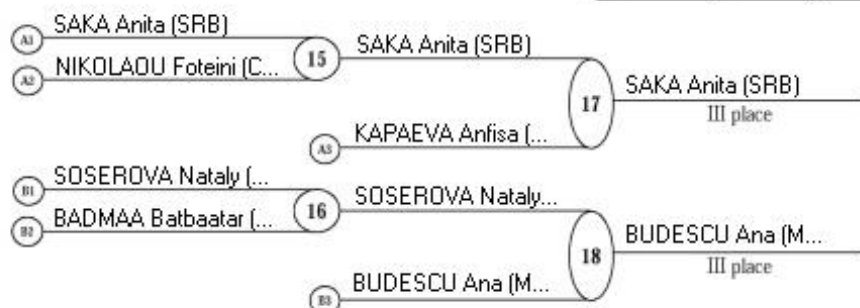 A1 SAKA Anita (SRB)
A2 NIKOLAOU Foteini (C...
15 SAKA Anita (SRB)
A3 KAPAEVA Anfisa (...
17 SAKA Anita (SRB)
III place
B1 SOSEROVA Nataly (...
B2 BADMAA Batbaatar (...
16 SOSEROVA Nataly...
B3 BUDESCU Ana (M...
18 BUDESCU Ana (M...
III place